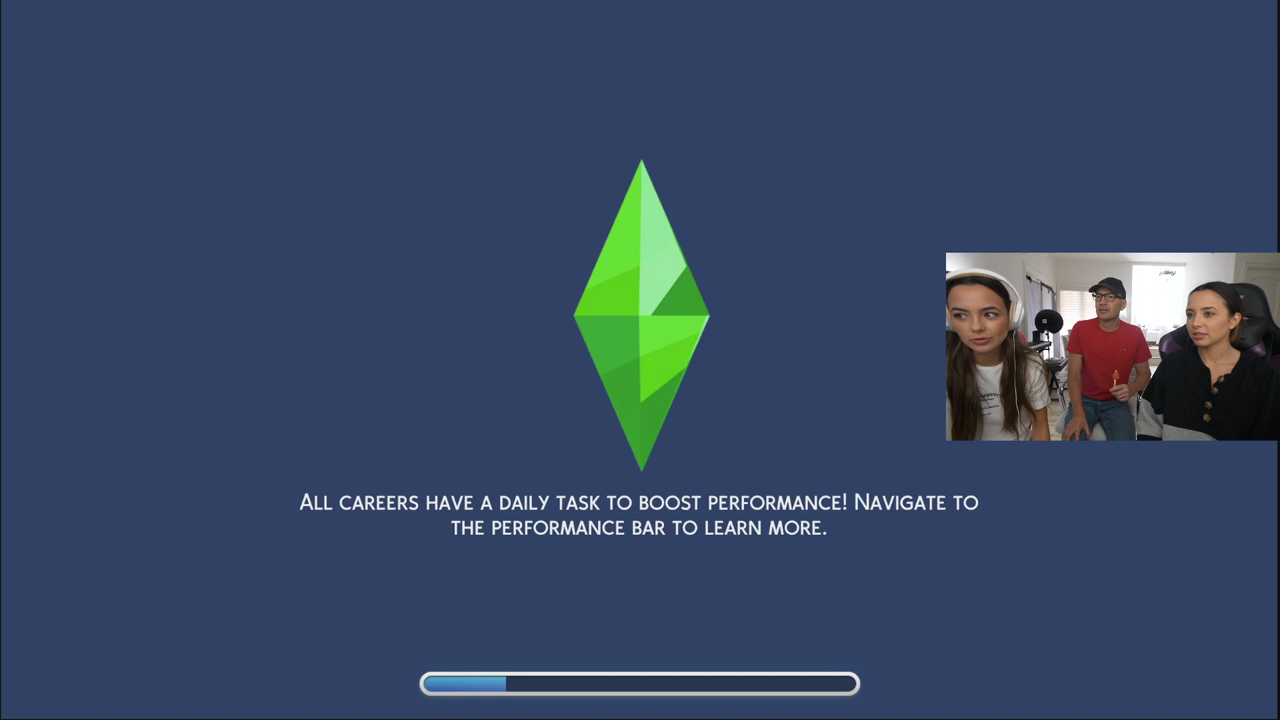 All careers have a daily task to boost performance! Navigate to
the performance bar to learn more.